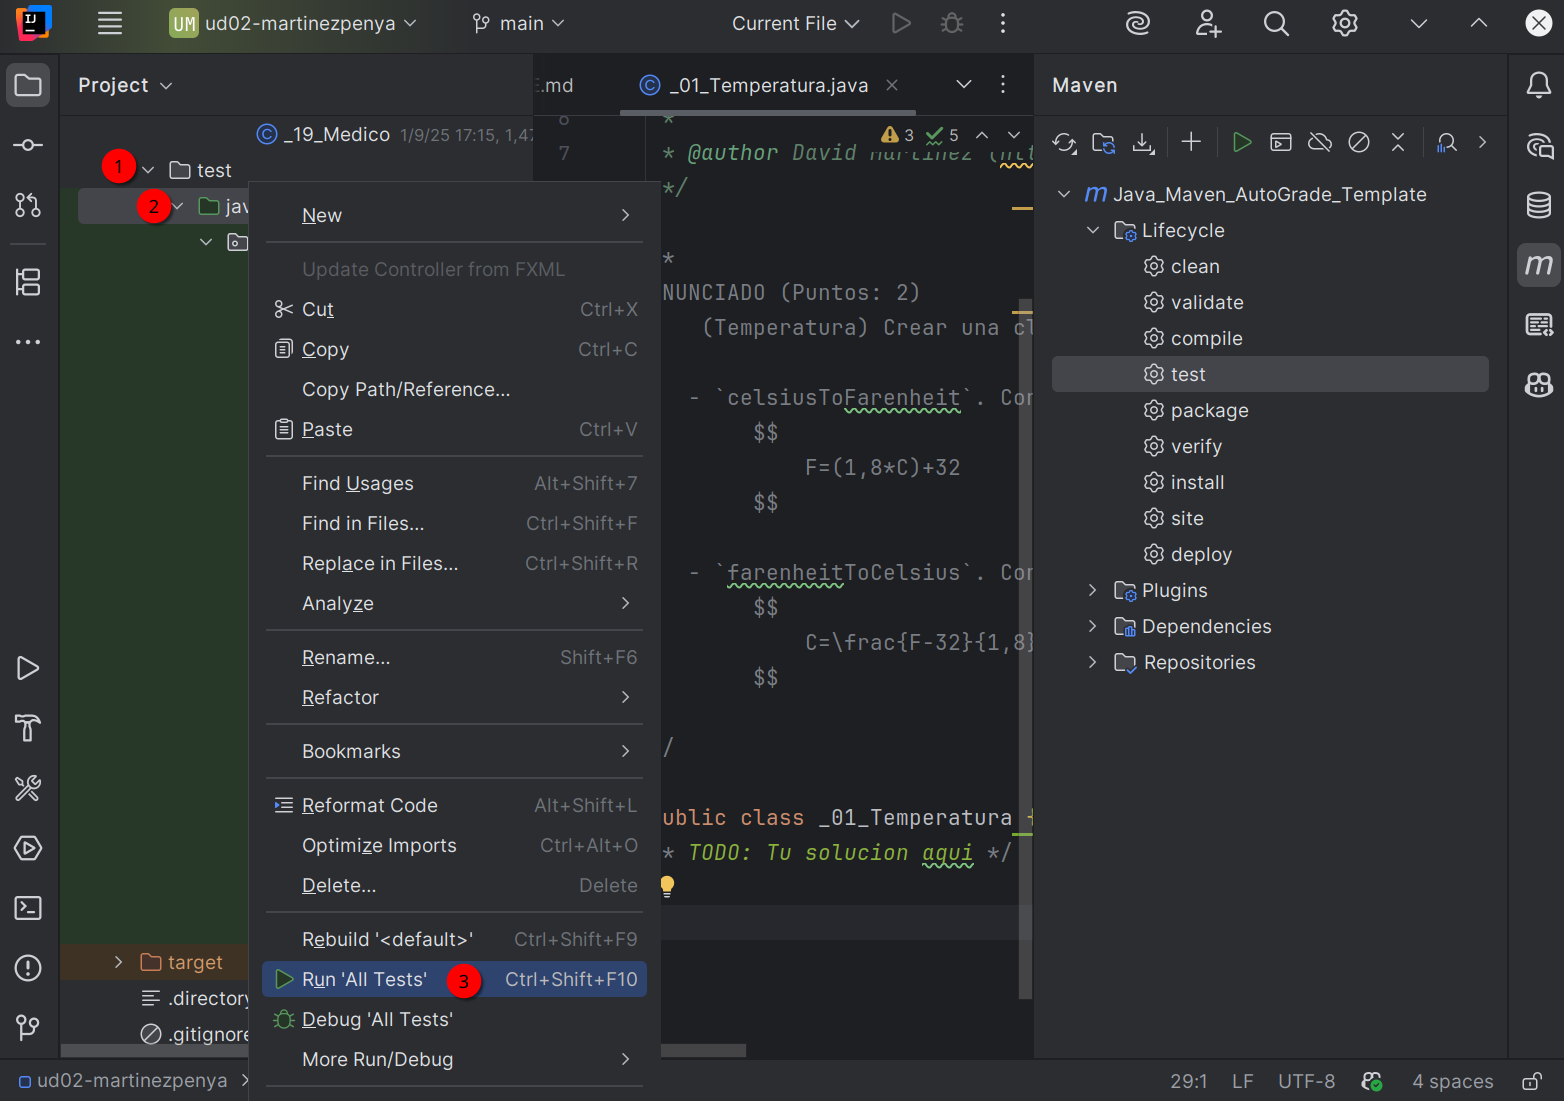 UM ud02-martinezpenya
main
Current File
Project
.md
_01_Temperatura.java
Maven
_19_Medico 1/9/25 17:15, 1,47
3
5
1
test
2
jav
7
* @author David
*/
*
NUNCIADO (Puntos: 2)
(Temperatura) Crear una cl
- `celsiusToFarenheit`. Con
$$
F=(1,8*C)+32
$$
- `farenheitToCelsius`. Con
$$
C=\frac{F-32}{1,8}
$$
/
ublic class _01_Temperatura {
* TODO: Tu solucion aqui */
New
Update Controller from FXML
Cut Ctrl+X
Copy Ctrl+C
Copy Path/Reference...
Paste Ctrl+V
Find Usages Alt+Shift+7
Find in Files... Ctrl+Shift+F
Replace in Files... Ctrl+Shift+R
Analyze
Rename... Shift+F6
Refactor
Bookmarks
Reformat Code Alt+Shift+L
Optimize Imports Ctrl+Alt+O
Delete... Delete
Rebuild '<default>' Ctrl+Shift+F9
Run 'All Tests' 3 Ctrl+Shift+F10
Debug 'All Tests'
More Run/Debug
target
.directory
.gitignore
m Java_Maven_AutoGrade_Template
Lifecycle
clean
validate
compile
test
package
verify
install
site
deploy
Plugins
Dependencies
Repositories
m
ud02-martinezpenya
29:1 LF UTF-8 4 spaces